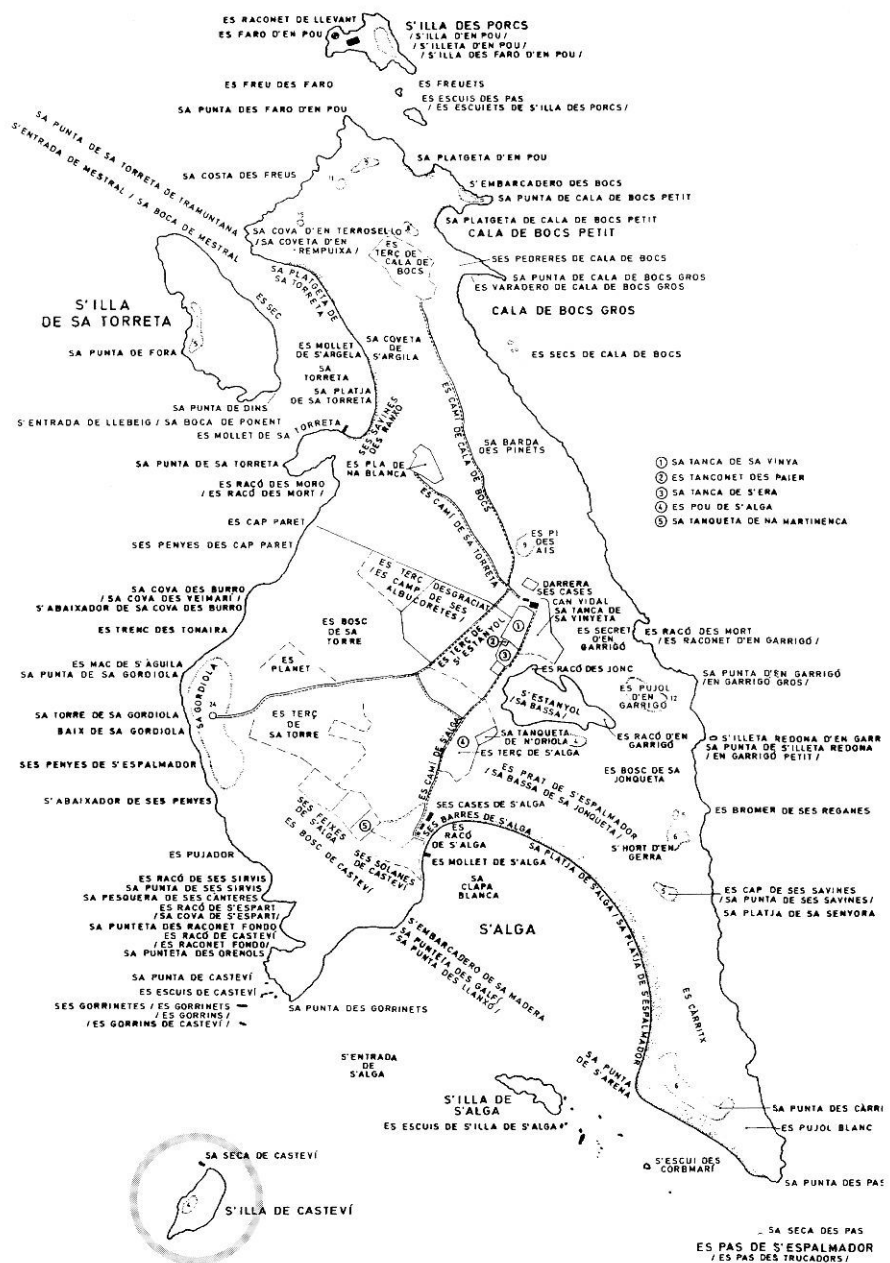 ES RACONET DE LLEVANT
ES FARO D'EN POU
S'ILLA DES PORCS
/S'ILLA D'EN POU/
/S'ILLETA D'EN POU/
/S'ILLA DES FARO D'EN POU/
ES FREU DES FARO
ES FREUETS
ES ESCUIS DES PAS
/ES ESCUIETS DE S'ILLA DES PORCS/
SA PUNTA DES FARO D'EN POU
SA PUNTA DE SA TORRETA DE TRAMUNTANA
S'ENTRADA DE MESTRAL / SA BOCA DE MESTRAL
SA COSTA DES FREUS
SA PLATGETA D'EN POU
S'EMBARCADERO DES BOCS
SA PUNTA DE CALA DE BOCS PETIT
SA PLATGETA DE CALA DE BOCS PETIT
CALA DE BOCS PETIT
SA COVA D'EN TERROSELLO
/SA COVETA D'EN REMPUIXA/
ES TERÇ DE CALA DE BOCS
SES PEDRERES DE CALA DE BOCS
SA PUNTA DE CALA DE BOCS GROS
ES VARADERO DE CALA DE BOCS GROS
CALA DE BOCS GROS
SA PLATGETA DE SA TORRETA
ES SEC
S'ILLA DE SA TORRETA
SA PUNTA DE FORA
ES MOLLET DE S'ARGELA
SA COVETA DE S'ARGILA
ES SECS DE CALA DE BOCS
SA TORRETA
SA PLATJA DE SA TORRETA
SA PUNTA DE DINS
S'ENTRADA DE LLEBEIG / SA BOCA DE PONENT
ES MOLLET DE SA TORRETA
SES SAVINES DES RANXO
ES CAMÍ DE CALA DE BOCS
SA BARDA DES PINETS
SA PUNTA DE SA TORRETA
ES PLA DE NA BLANCA
ES RACÓ DES MORO
/ES RACÓ DES MORT/
ES CAMÍ DE SA TORRETA
① SA TANCA DE SA VINYA
② ES TANCONET DES PAIER
③ SA TANCA DE S'ERA
④ ES POU DE S'ALGA
⑤ SA TANQUETA DE NA MARTINENCA
ES CAP PARET
SES PENYES DES CAP PARET
9
ES PI DES AIS
SA COVA DES BURRO
/SA COVA DES VEIMARÍ/
S'ABAIXADOR DE SA COVA DES BURRO
ES TERÇ DESGRACIAT
/ES CAMP DE SES ALBUCORETES/
DARRERA SES CASES
CAN VIDAL
SA TANCA DE SA VINYETA
ES TRENC DES TONAIRA
ES BOSC DE SA TORRE
ES TERÇ DE S'ESTANYOL
①
②
③
ES SECRET D'EN GARRIGÓ
ES RACÓ DES MORT
/ES RACONET D'EN GARRIGÓ/
ES MAC DE S'ÀGUILA
SA PUNTA DE SA GORDIOLA
ES PLANET
ES RACÓ DES JONC
SA PUNTA D'EN GARRIGÓ
/EN GARRIGÓ GROS/
S'ESTANYOL
/SA BASSA/
ES PUJOL D'EN GARRIGÓ
12
SA GORDIOLA
24
SA TORRE DE SA GORDIOLA
BAIX DE SA GORDIOLA
ES TERÇ DE SA TORRE
④
SA TANQUETA DE N'ORIOLA
ES TERÇ DE S'ALGA
ES RACÓ D'EN GARRIGÓ
S'ILLETA REDONA D'EN GARR
SA PUNTA DE S'ILLETA REDONA
/EN GARRIGÓ PETIT/
SES PENYES DE S'ESPALMADOR
ES CAMÍ DE S'ALGA
ES PRAT DE S'ESPALMADOR
/SA BASSA DE SA JONQUETA/
ES BOSC DE SA JONQUETA
S'ABAIXADOR DE SES PENYES
SES FEIXES DE S'ALGA
⑤
SES CASES DE S'ALGA
SES BARRES DE S'ALGA
ES BROMER DE SES REGANES
ES BOSC DE CASTEVÍ
ES RACÓ DE S'ALGA
S'HORT D'EN GERRA
6
ES PUJADOR
SES SOLANES DE CASTEVÍ
ES MOLLET DE S'ALGA
SA PLATJA DE S'ALGA / SA PLATJA DE S'ESPALMADOR
SA CLAPA BLANCA
5
ES CAP DE SES SAVINES
/SA PUNTA DE SES SAVINES/
SA PLATJA DE SA SENYORA
ES RACÓ DE SES SIRVIS
SA PUNTA DE SES SIRVIS
SA PESQUERA DE SES CANTERES
ES RACÓ DE S'ESPART
/SA COVA DE S'ESPART/
SA PUNTETA DES RACONET FONDO
ES RACÓ DE CASTEVÍ
/ES RACONET FONDO/
SA PUNTETA DES ORENOLS
S'ALGA
S'EMBARCADERO DE SA MADERA
SA PUNTETA DES GALFÍ
/SA PUNTA DES LLANXÓ/
SA PUNTA DE CASTEVÍ
ES ESCUIS DE CASTEVÍ
SES GORRINETES / ES GORRINETS
/ES GORRINS/
/ES GORRINS DE CASTEVÍ/
SA PUNTA DES GORRINETS
ES CÀRRITX
S'ENTRADA DE S'ALGA
SA PUNTA DE S'ARENA
6
S'ILLA DE S'ALGA
ES ESCUIS DE S'ILLA DE S'ALGA
SA PUNTA DES CÀRRI
ES PUJOL BLANC
S'ESCUI DES CORBMARÍ
SA PUNTA DES PAS
SA SECA DE CASTEVÍ
S'ILLA DE CASTEVÍ
SA SECA DES PAS
ES PAS DE S'ESPALMADOR
/ES PAS DES TRUCADORS/